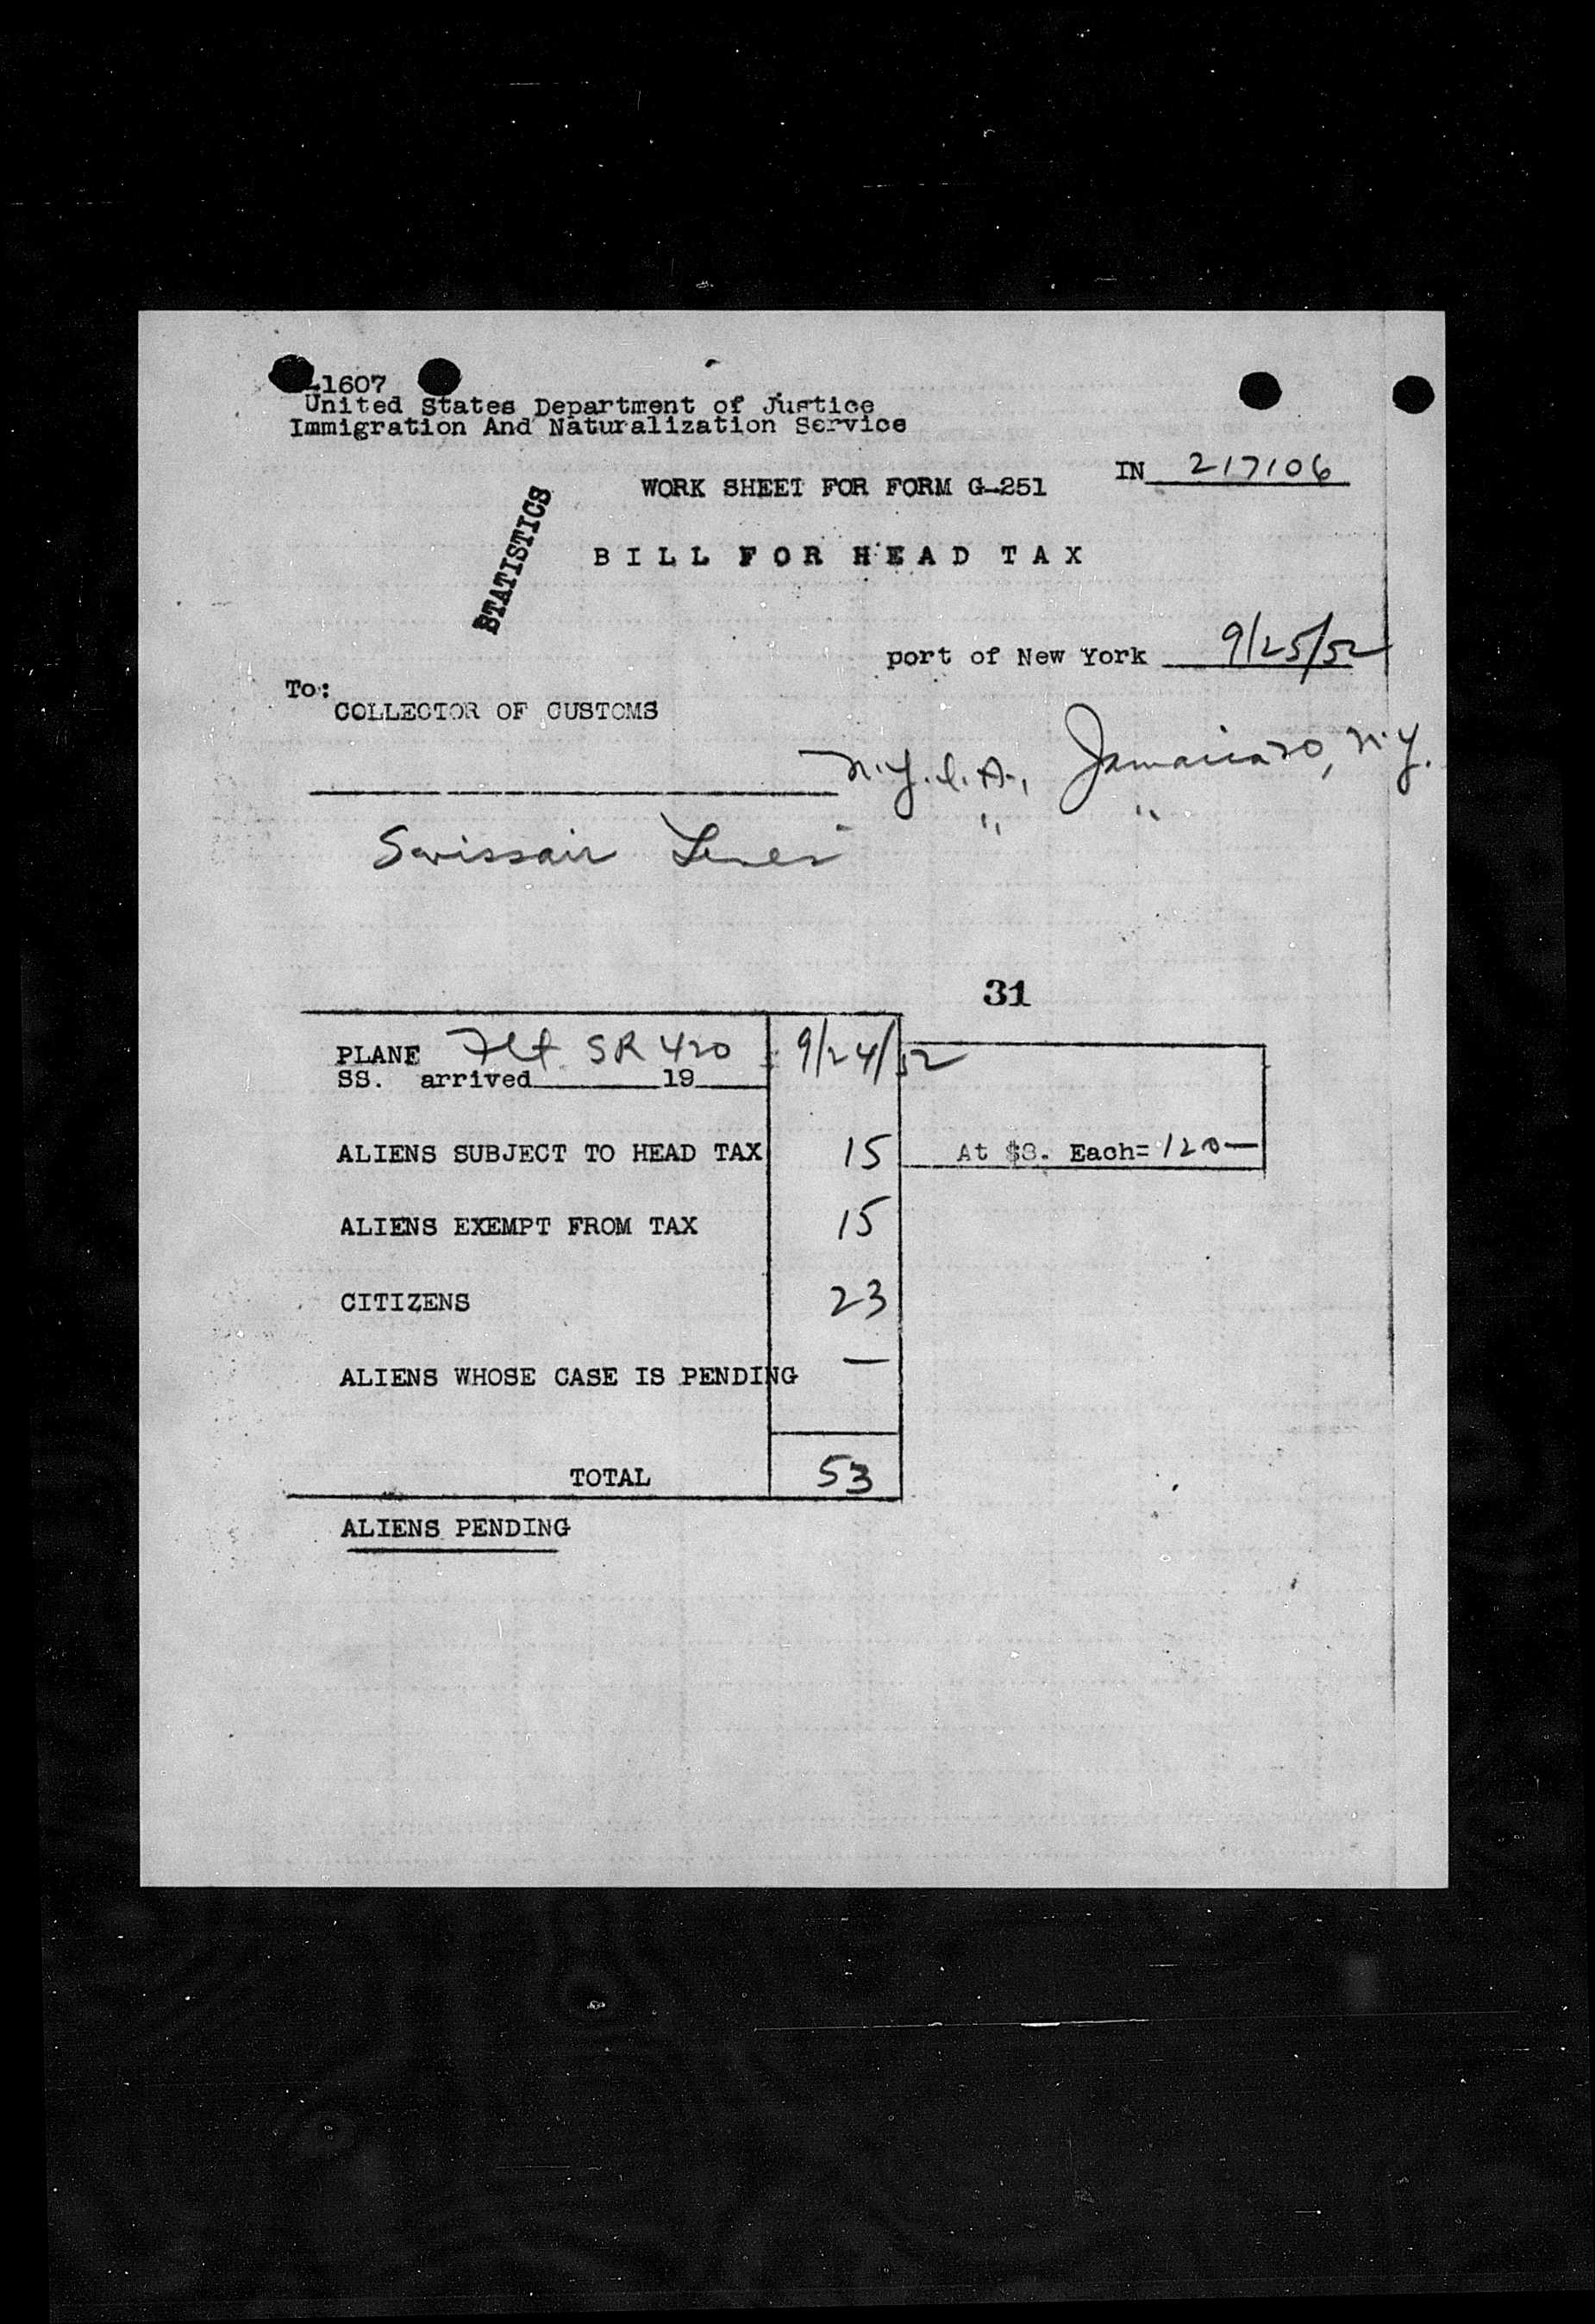 1607
United States Department of Justice
Immigration And Naturalization Service
IN 217106
WORK SHEET FOR FORM G-251
STATISTICS
BILL FOR HEAD TAX
port of New York 9/25/52
To:
COLLECTOR OF CUSTOMS
N.Y.I.A., Jamaica 30, N.Y.
" "
Swissair Lines
31
PLANE Flt SR 420 9/24/52
SS. arrived 19
ALIENS SUBJECT TO HEAD TAX 15 At $8. Each= 120—
ALIENS EXEMPT FROM TAX 15
CITIZENS 23
ALIENS WHOSE CASE IS PENDING —
TOTAL 53
ALIENS PENDING